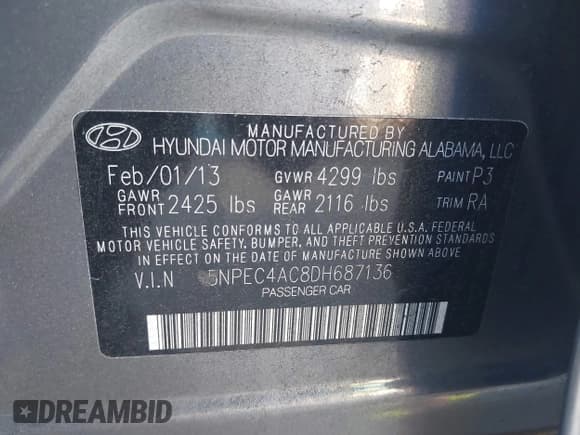 MANUFACTURED BY
HYUNDAI MOTOR MANUFACTURING ALABAMA, LLC
Feb/01/13 GVWR 4299 lbs PAINT P3
GAWR FRONT 2425 lbs GAWR REAR 2116 lbs TRIM RA
THIS VEHICLE CONFORMS TO ALL APPLICABLE U.S.A. FEDERAL
MOTOR VEHICLE SAFETY, BUMPER, AND THEFT PREVENTION STANDARDS
IN EFFECT ON THE DATE OF MANUFACTURE SHOWN ABOVE
V.I.N 5NPEC4AC8DH687136
PASSENGER CAR
DREAMBID